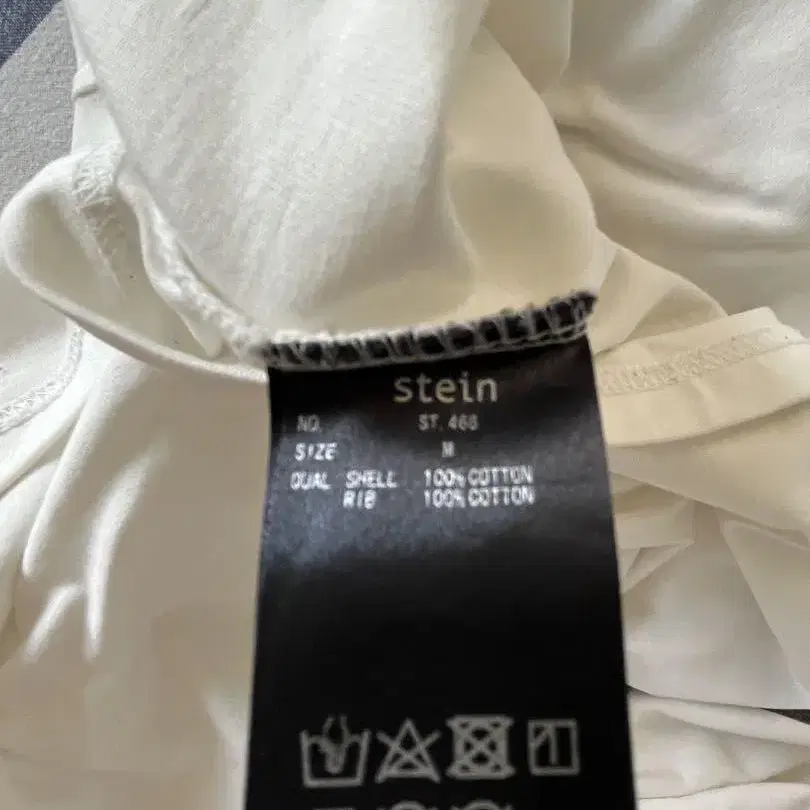 stein
NO. ST. 468
SIZE M
QUAL SHELL 100% COTTON
RIB 100% COTTON